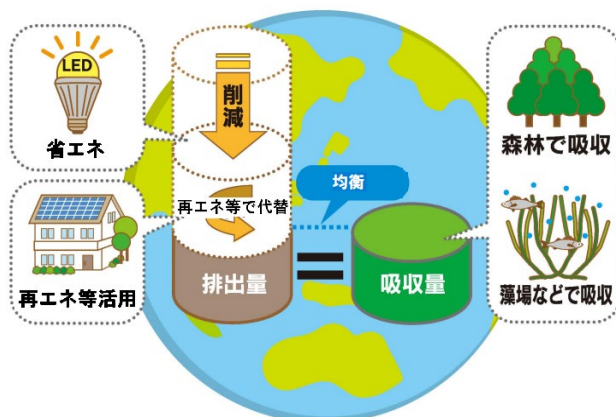 LED
省エネ
再エネ等活用
削減
再エネ等で代替
排出量
均衡
吸収量
森林で吸収
藻場などで吸収